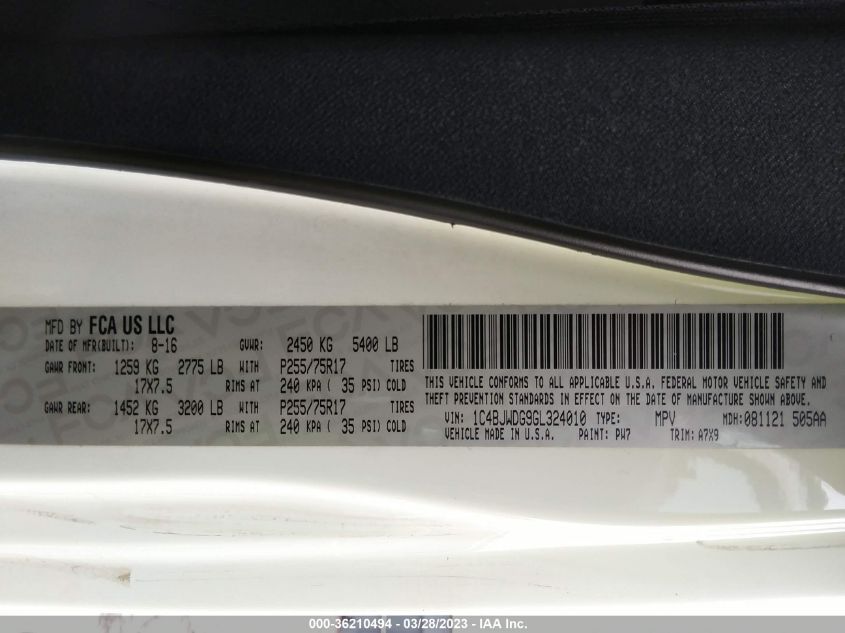 MFD BY FCA US LLC
DATE OF MFR(BUILT): 8-16 GVWR: 2450 KG 5400 LB
GAWR FRONT: 1259 KG 2775 LB WITH P255/75R17 TIRES
17X7.5 RIMS AT 240 KPA ( 35 PSI) COLD
GAWR REAR: 1452 KG 3200 LB WITH P255/75R17 TIRES
17X7.5 RIMS AT 240 KPA ( 35 PSI) COLD
THIS VEHICLE CONFORMS TO ALL APPLICABLE U.S.A. FEDERAL MOTOR VEHICLE SAFETY AND
THEFT PREVENTION STANDARDS IN EFFECT ON THE DATE OF MANUFACTURE SHOWN ABOVE.
VIN: 1C4BJWDG9GL324010 TYPE: MPV MDH:081121 505AA
VEHICLE MADE IN U.S.A. PAINT: PW7 TRIM: A7X9
000-36210494 - 03/28/2023 - IAA Inc.